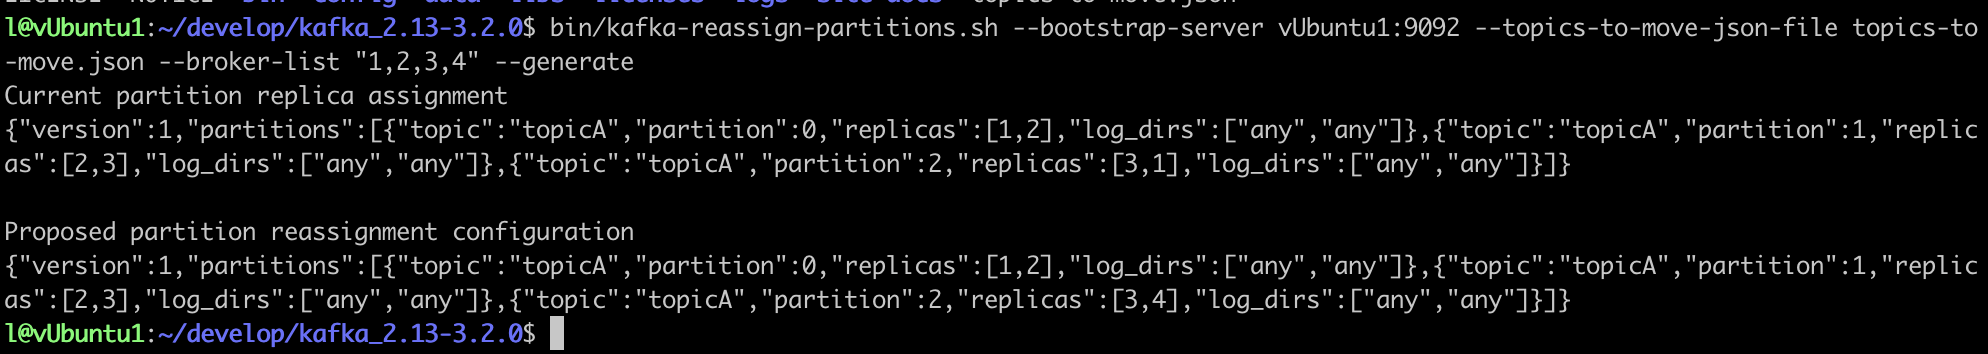 l@vUbuntu1:~/develop/kafka_2.13-3.2.0$ bin/kafka-reassign-partitions.sh --bootstrap-server vUbuntu1:9092 --topics-to-move-json-file topics-to
-move.json --broker-list "1,2,3,4" --generate
Current partition replica assignment
{"version":1,"partitions":[{"topic":"topicA","partition":0,"replicas":[1,2],"log_dirs":["any","any"]},{"topic":"topicA","partition":1,"replic
as":[2,3],"log_dirs":["any","any"]},{"topic":"topicA","partition":2,"replicas":[3,1],"log_dirs":["any","any"]}]}
Proposed partition reassignment configuration
{"version":1,"partitions":[{"topic":"topicA","partition":0,"replicas":[1,2],"log_dirs":["any","any"]},{"topic":"topicA","partition":1,"replic
as":[2,3],"log_dirs":["any","any"]},{"topic":"topicA","partition":2,"replicas":[3,4],"log_dirs":["any","any"]}]}
l@vUbuntu1:~/develop/kafka_2.13-3.2.0$